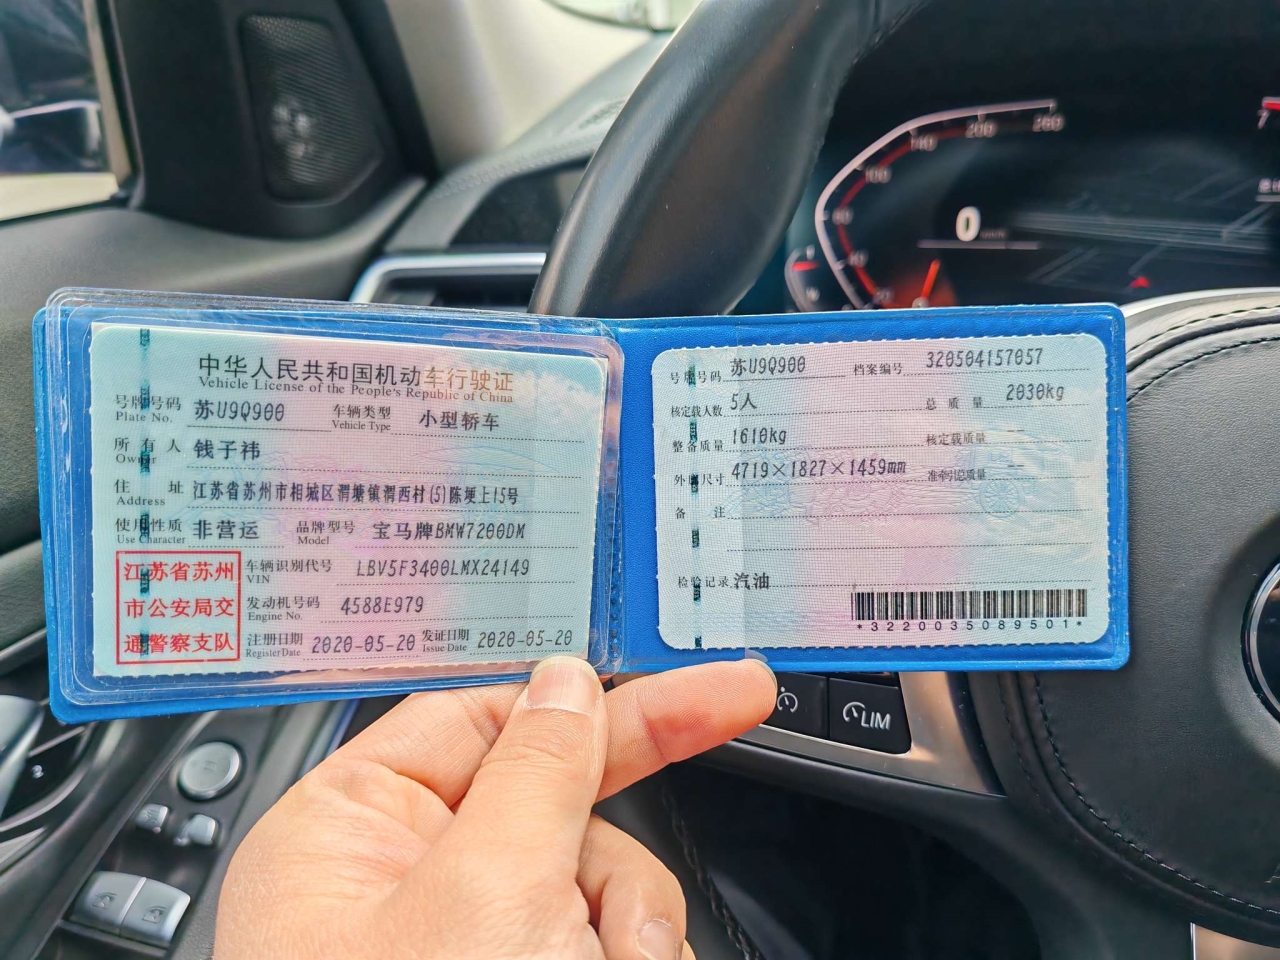 中华人民共和国机动车行驶证
Vehicle License of the People's Republic of China
号牌号码 苏U9Q900 车辆类型 小型轿车
Plate No. Vehicle Type
所有人 钱子祎
Owner
住址 江苏省苏州市相城区渭塘镇渭西村(5)陈埂上15号
Address
使用性质 非营运 品牌型号 宝马牌BMW7200DM
Use Character Model
江苏省苏州
市公安局交
通警察支队
车辆识别代号 LBV5F3400LMX24149
VIN
发动机号码 4588E979
Engine No.
注册日期 2020-05-20 发证日期 2020-05-20
Register Date Issue Date
号牌号码 苏U9Q900 档案编号 320504157057
核定载人数 5人 总质量 2030kg
整备质量 1610kg 核定载质量 —
外廓尺寸 4719×1827×1459mm 准牵引总质量 —
备注
检验记录 汽油
*3220035089501*
260
200
140
100
0
7
LIM